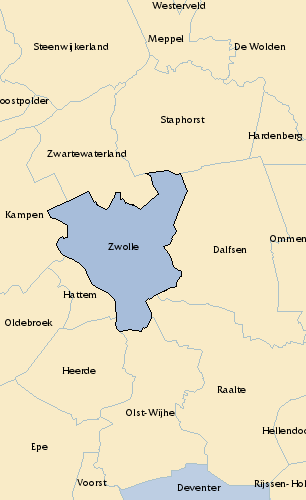 Westerveld
Meppel
Steenwijkerland
De Wolden
oostpolder
Staphorst
Hardenberg
Zwartewaterland
Kampen
Ommen
Zwolle
Dalfsen
Hattem
Oldebroek
Heerde
Raalte
Olst-Wijhe
Hellendoo
Epe
Voorst
Deventer
Rijssen-Hol